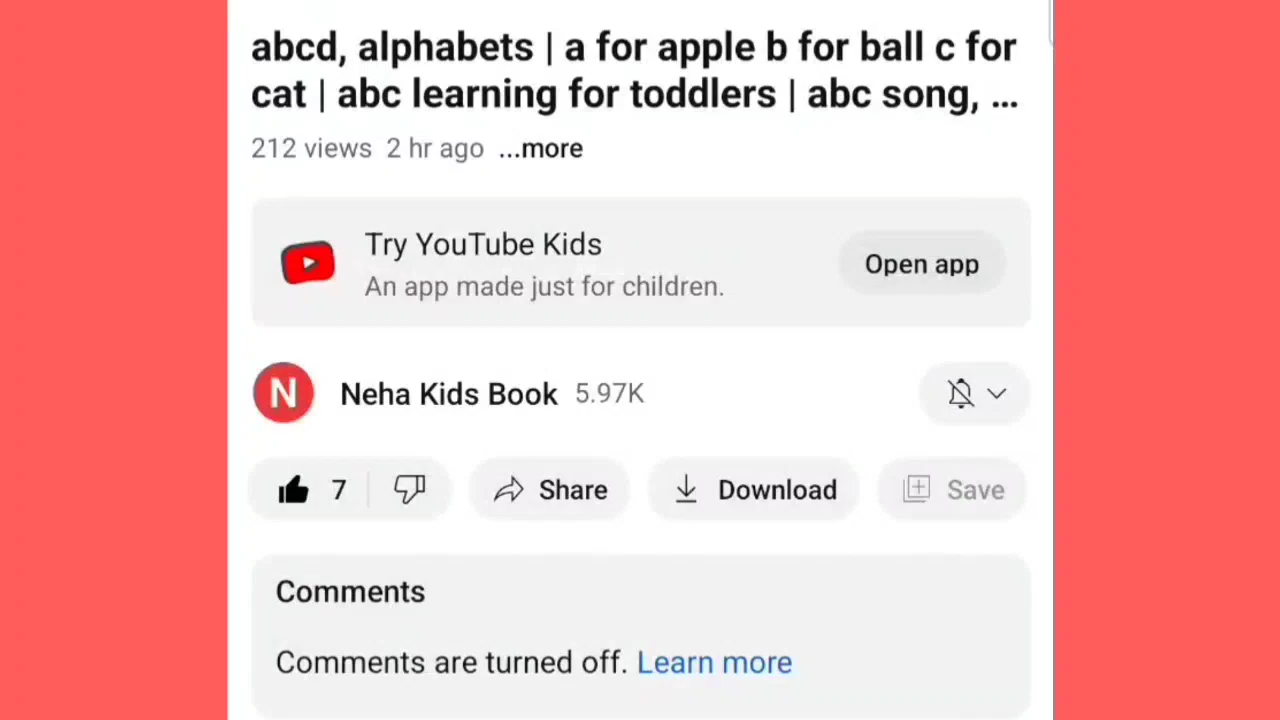 abcd, alphabets | a for apple b for ball c for
cat | abc learning for toddlers | abc song, ...
212 views 2 hr ago ...more
Try YouTube Kids
An app made just for children.
Open app
N Neha Kids Book 5.97K
7 Share Download Save
Comments
Comments are turned off. Learn more